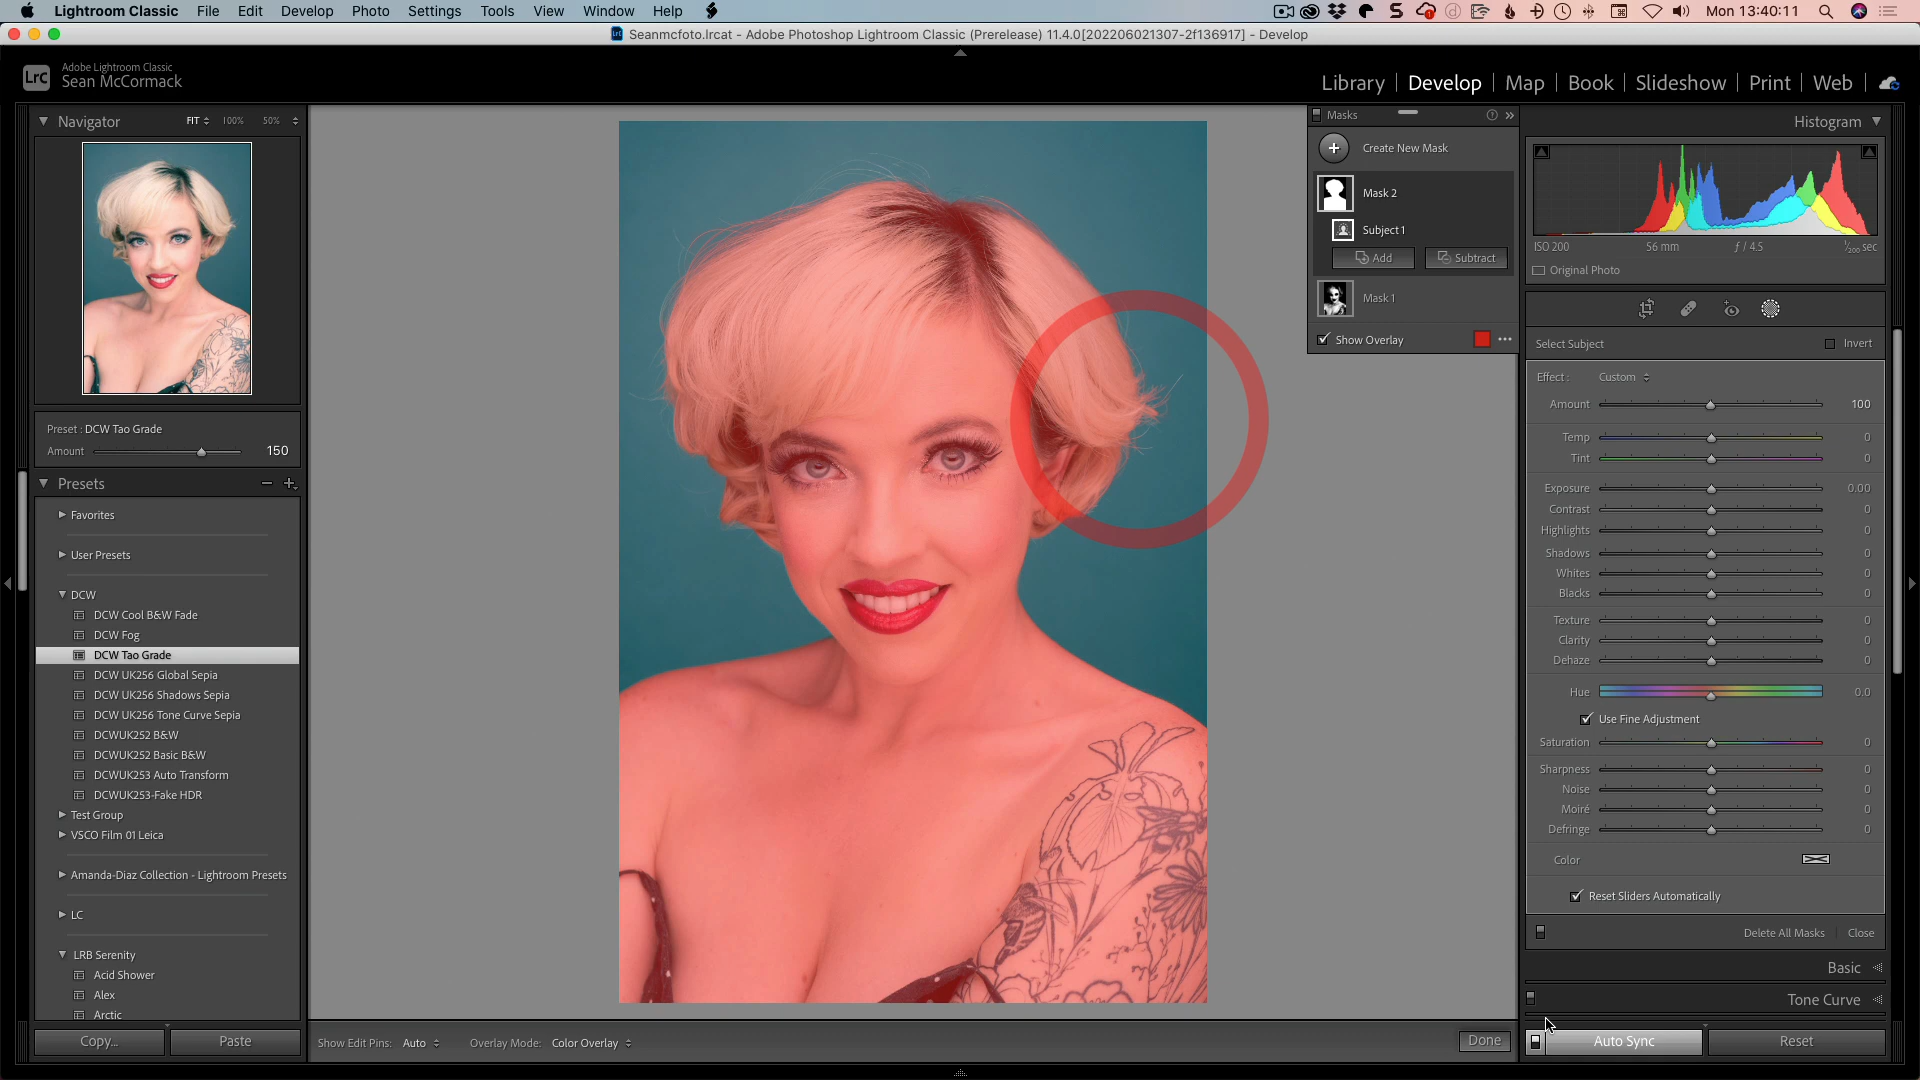 Lightroom Classic File Edit Develop Photo Settings Tools View Window Help
Mon 13:40:11
Seanmcfoto.lrcat - Adobe Photoshop Lightroom Classic (Prerelease) 11.4.0[202206021307-2f136917] - Develop
LrC
Adobe Lightroom Classic
Sean McCormack
Library | Develop | Map | Book | Slideshow | Print | Web
Navigator FIT 100% 50%
Preset : DCW Tao Grade
Amount 150
Presets
Favorites
User Presets
DCW
DCW Cool B&W Fade
DCW Fog
DCW Tao Grade
DCW UK256 Global Sepia
DCW UK256 Shadows Sepia
DCW UK256 Tone Curve Sepia
DCWUK252 B&W
DCWUK252 Basic B&W
DCWUK253 Auto Transform
DCWUK253-Fake HDR
Test Group
VSCO Film 01 Leica
Amanda-Diaz Collection - Lightroom Presets
LC
LRB Serenity
Acid Shower
Alex
Arctic
Copy...
Paste
Show Edit Pins: Auto
Overlay Mode: Color Overlay
Done
Masks
Create New Mask
Mask 2
Subject 1
Add
Subtract
Mask 1
Show Overlay
Histogram
ISO 200 56 mm ƒ / 4.5 1/200 sec
Original Photo
Select Subject
Invert
Effect : Custom
Amount 100
Temp 0
Tint 0
Exposure 0.00
Contrast 0
Highlights 0
Shadows 0
Whites 0
Blacks 0
Texture 0
Clarity 0
Dehaze 0
Hue 0.0
Use Fine Adjustment
Saturation 0
Sharpness 0
Noise 0
Moiré 0
Defringe 0
Color
Reset Sliders Automatically
Delete All Masks
Close
Basic
Tone Curve
Auto Sync
Reset